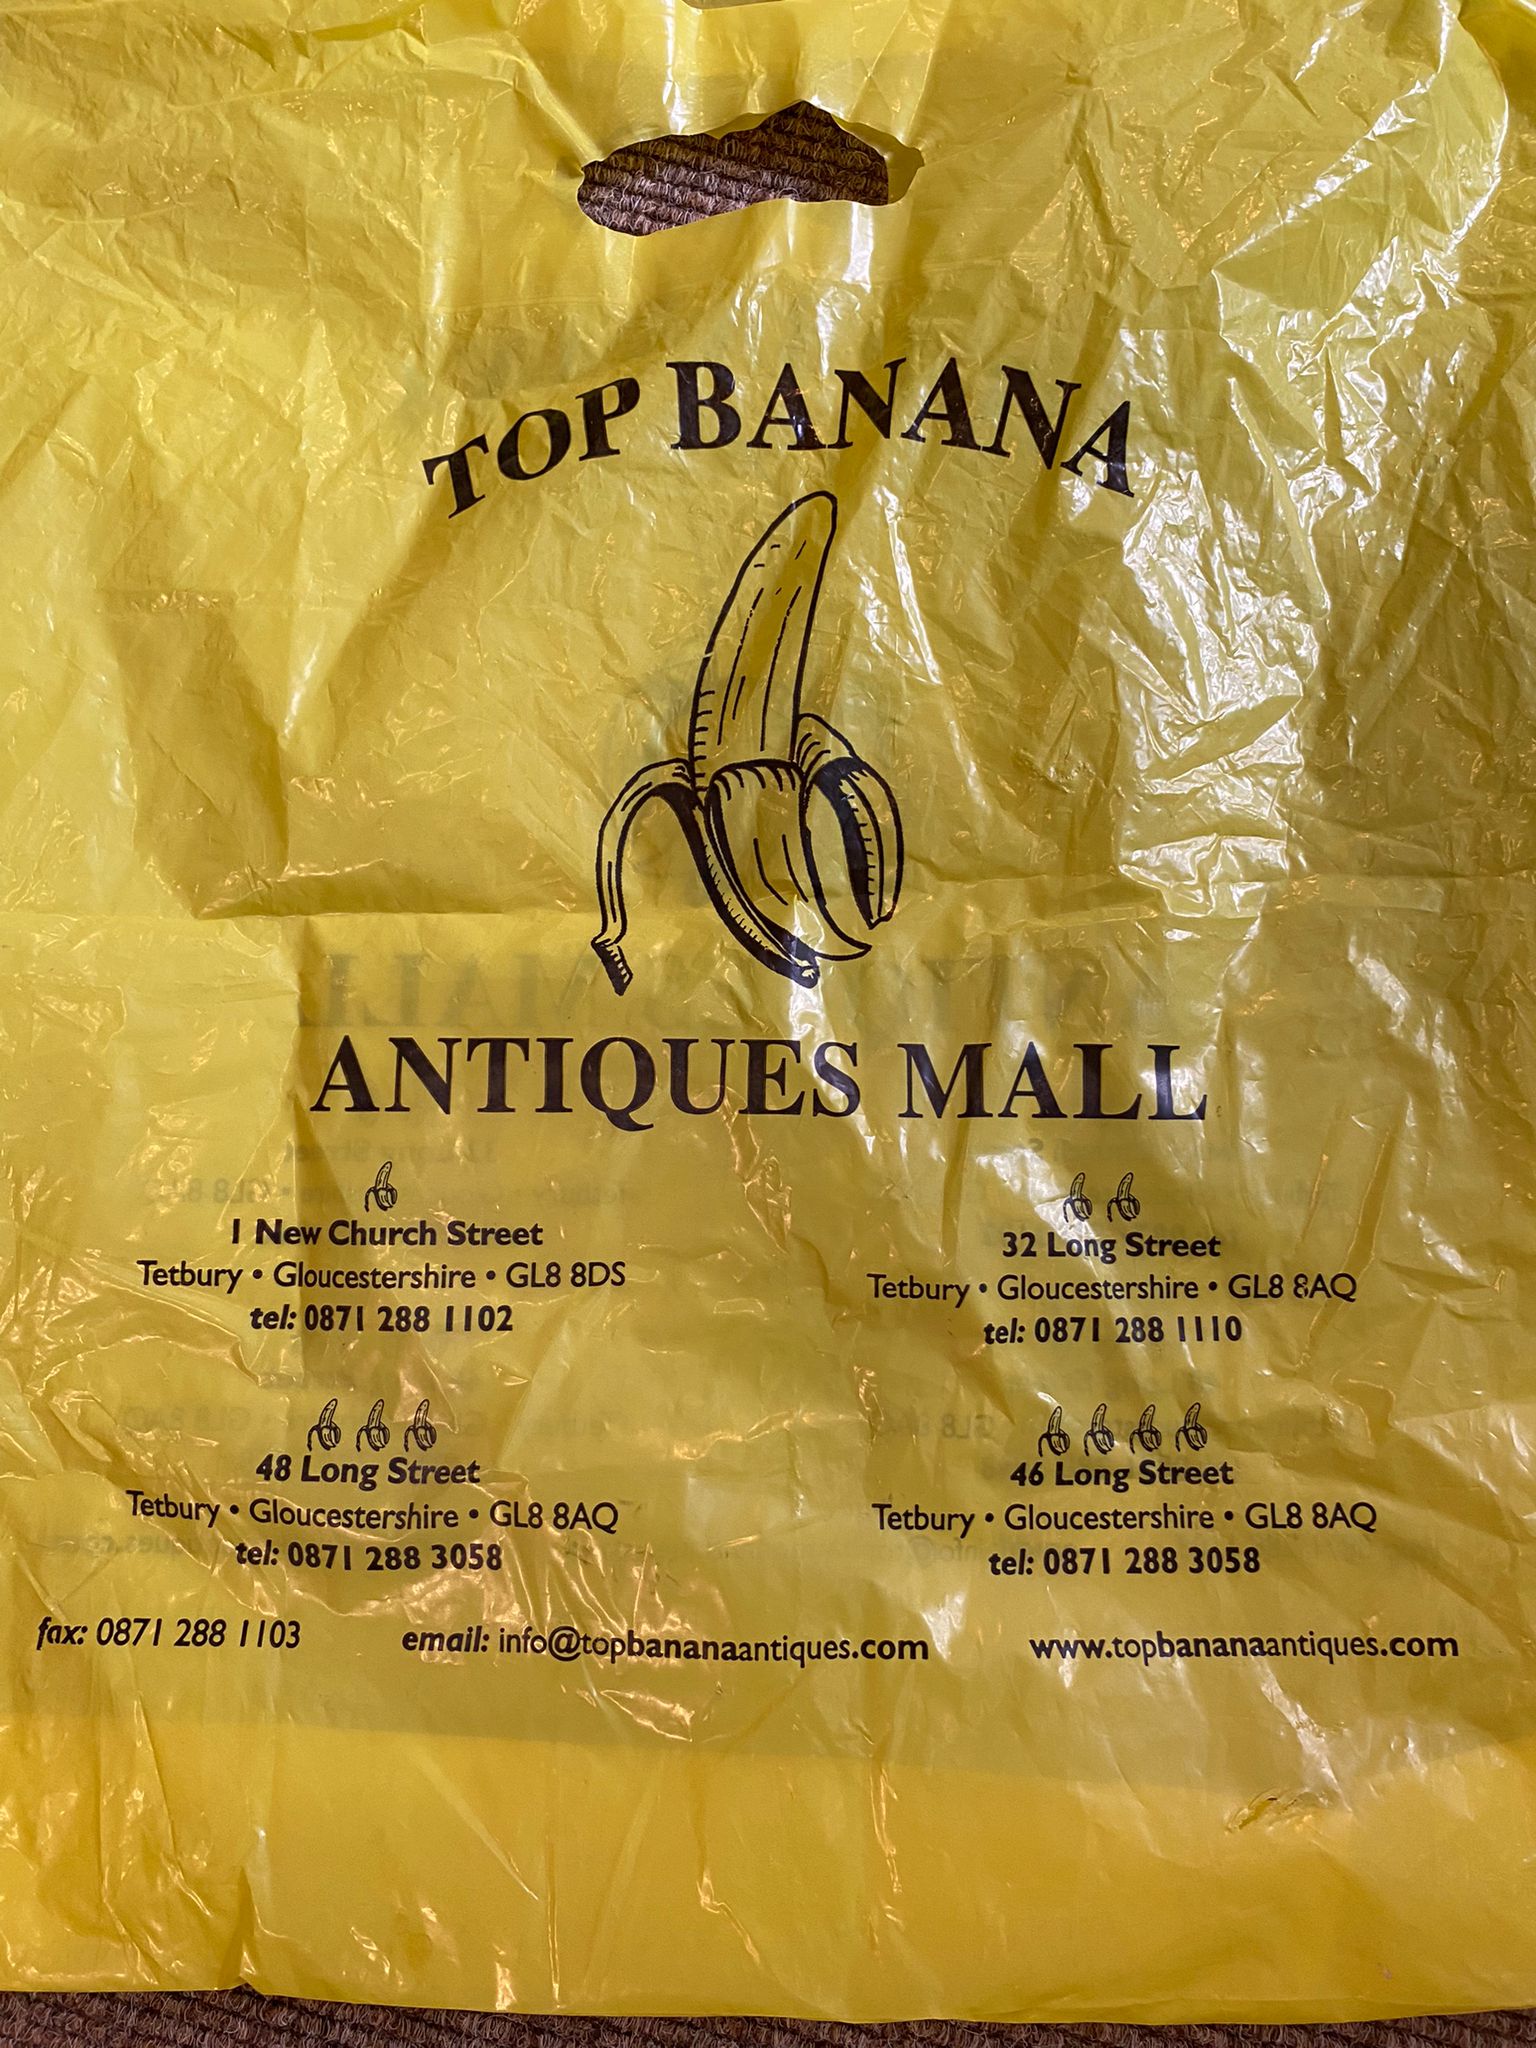 TOP BANANA
ANTIQUES MALL
1 New Church Street
Tetbury • Gloucestershire • GL8 8DS
tel: 0871 288 1102
32 Long Street
Tetbury • Gloucestershire • GL8 8AQ
tel: 0871 288 1110
48 Long Street
Tetbury • Gloucestershire • GL8 8AQ
tel: 0871 288 3058
46 Long Street
Tetbury • Gloucestershire • GL8 8AQ
tel: 0871 288 3058
fax: 0871 288 1103
email: info@topbananaantiques.com
www.topbananaantiques.com